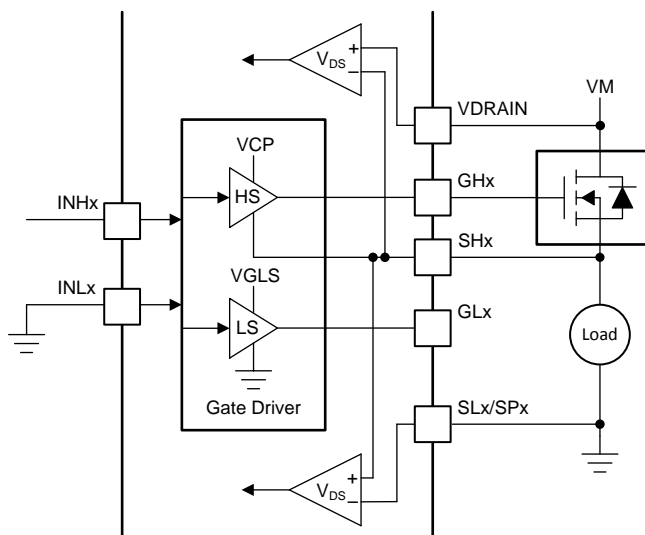 VDS
+
−
VM
VDRAIN
VCP
HS
GHx
INHx
SHx
INLx
VGLS
LS
GLx
Load
Gate Driver
SLx/SPx
VDS
+
−